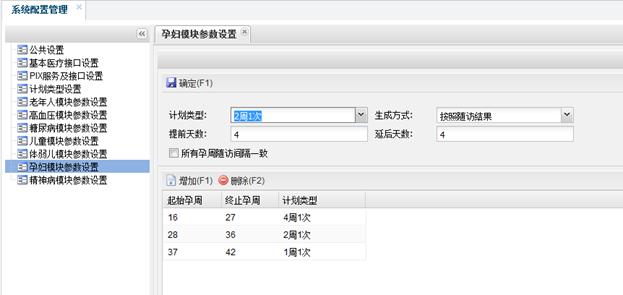 系统配置管理
孕妇模块参数设置
公共设置
基本医疗接口设置
PIX服务及接口设置
计划类型设置
老年人模块参数设置
高血压模块参数设置
糖尿病模块参数设置
儿童模块参数设置
体弱儿模块参数设置
孕妇模块参数设置
精神病模块参数设置
确定(F1)
计划类型: 2周1次 生成方式: 按照随访结果
提前天数: 4 延后天数: 4
所有孕周随访间隔一致
增加(F1) 删除(F2)
起始孕周 终止孕周 计划类型
16 27 4周1次
28 36 2周1次
37 42 1周1次